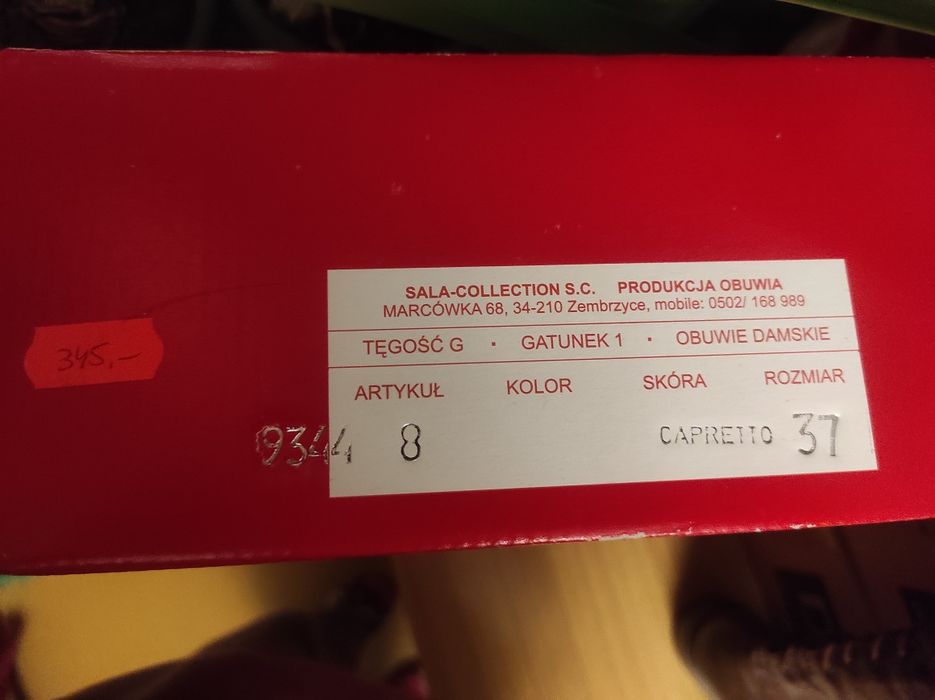 SALA-COLLECTION S.C. PRODUKCJA OBUWIA
MARCÓWKA 68, 34-210 Zembrzyce, mobile: 0502/ 168 989
TĘGOŚĆ G · GATUNEK 1 · OBUWIE DAMSKIE
ARTYKUŁ KOLOR SKÓRA ROZMIAR
9344 8 CAPRETTO 37
345,-